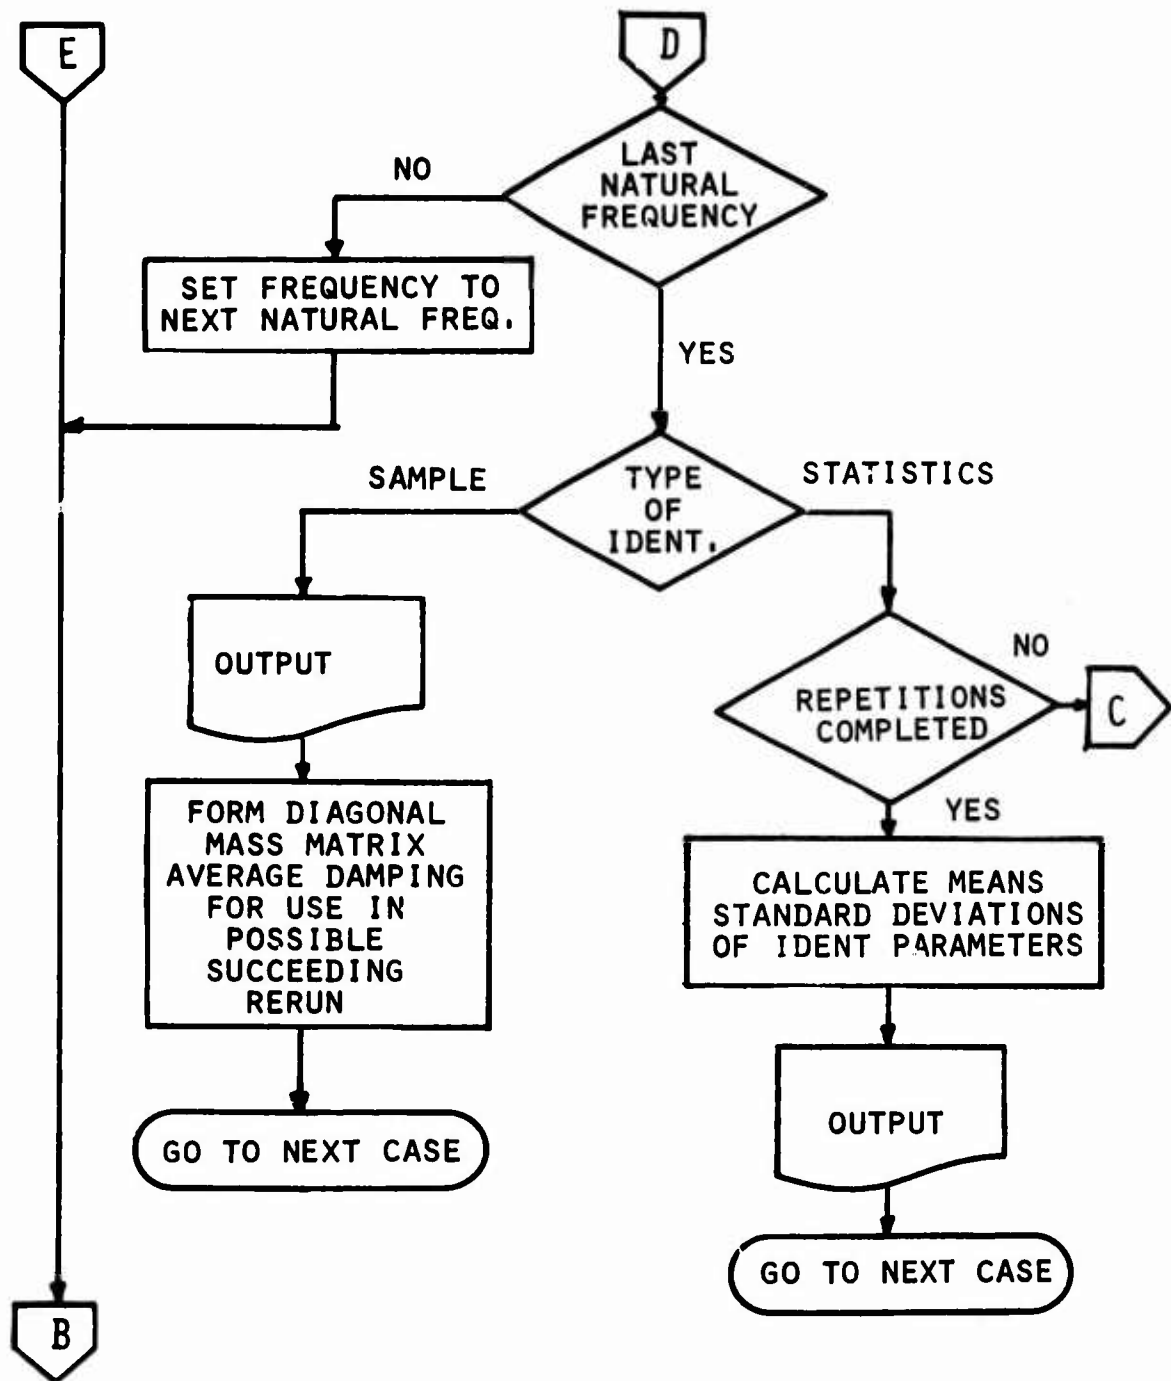 E
D
LAST
NATURAL
FREQUENCY
NO
SET FREQUENCY TO
NEXT NATURAL FREQ.
YES
SAMPLE
TYPE
OF
IDENT.
STATISTICS
OUTPUT
REPETITIONS
COMPLETED
NO
C
FORM DIAGONAL
MASS MATRIX
AVERAGE DAMPING
FOR USE IN
POSSIBLE
SUCCEEDING
RERUN
YES
CALCULATE MEANS
STANDARD DEVIATIONS
OF IDENT PARAMETERS
GO TO NEXT CASE
OUTPUT
GO TO NEXT CASE
B